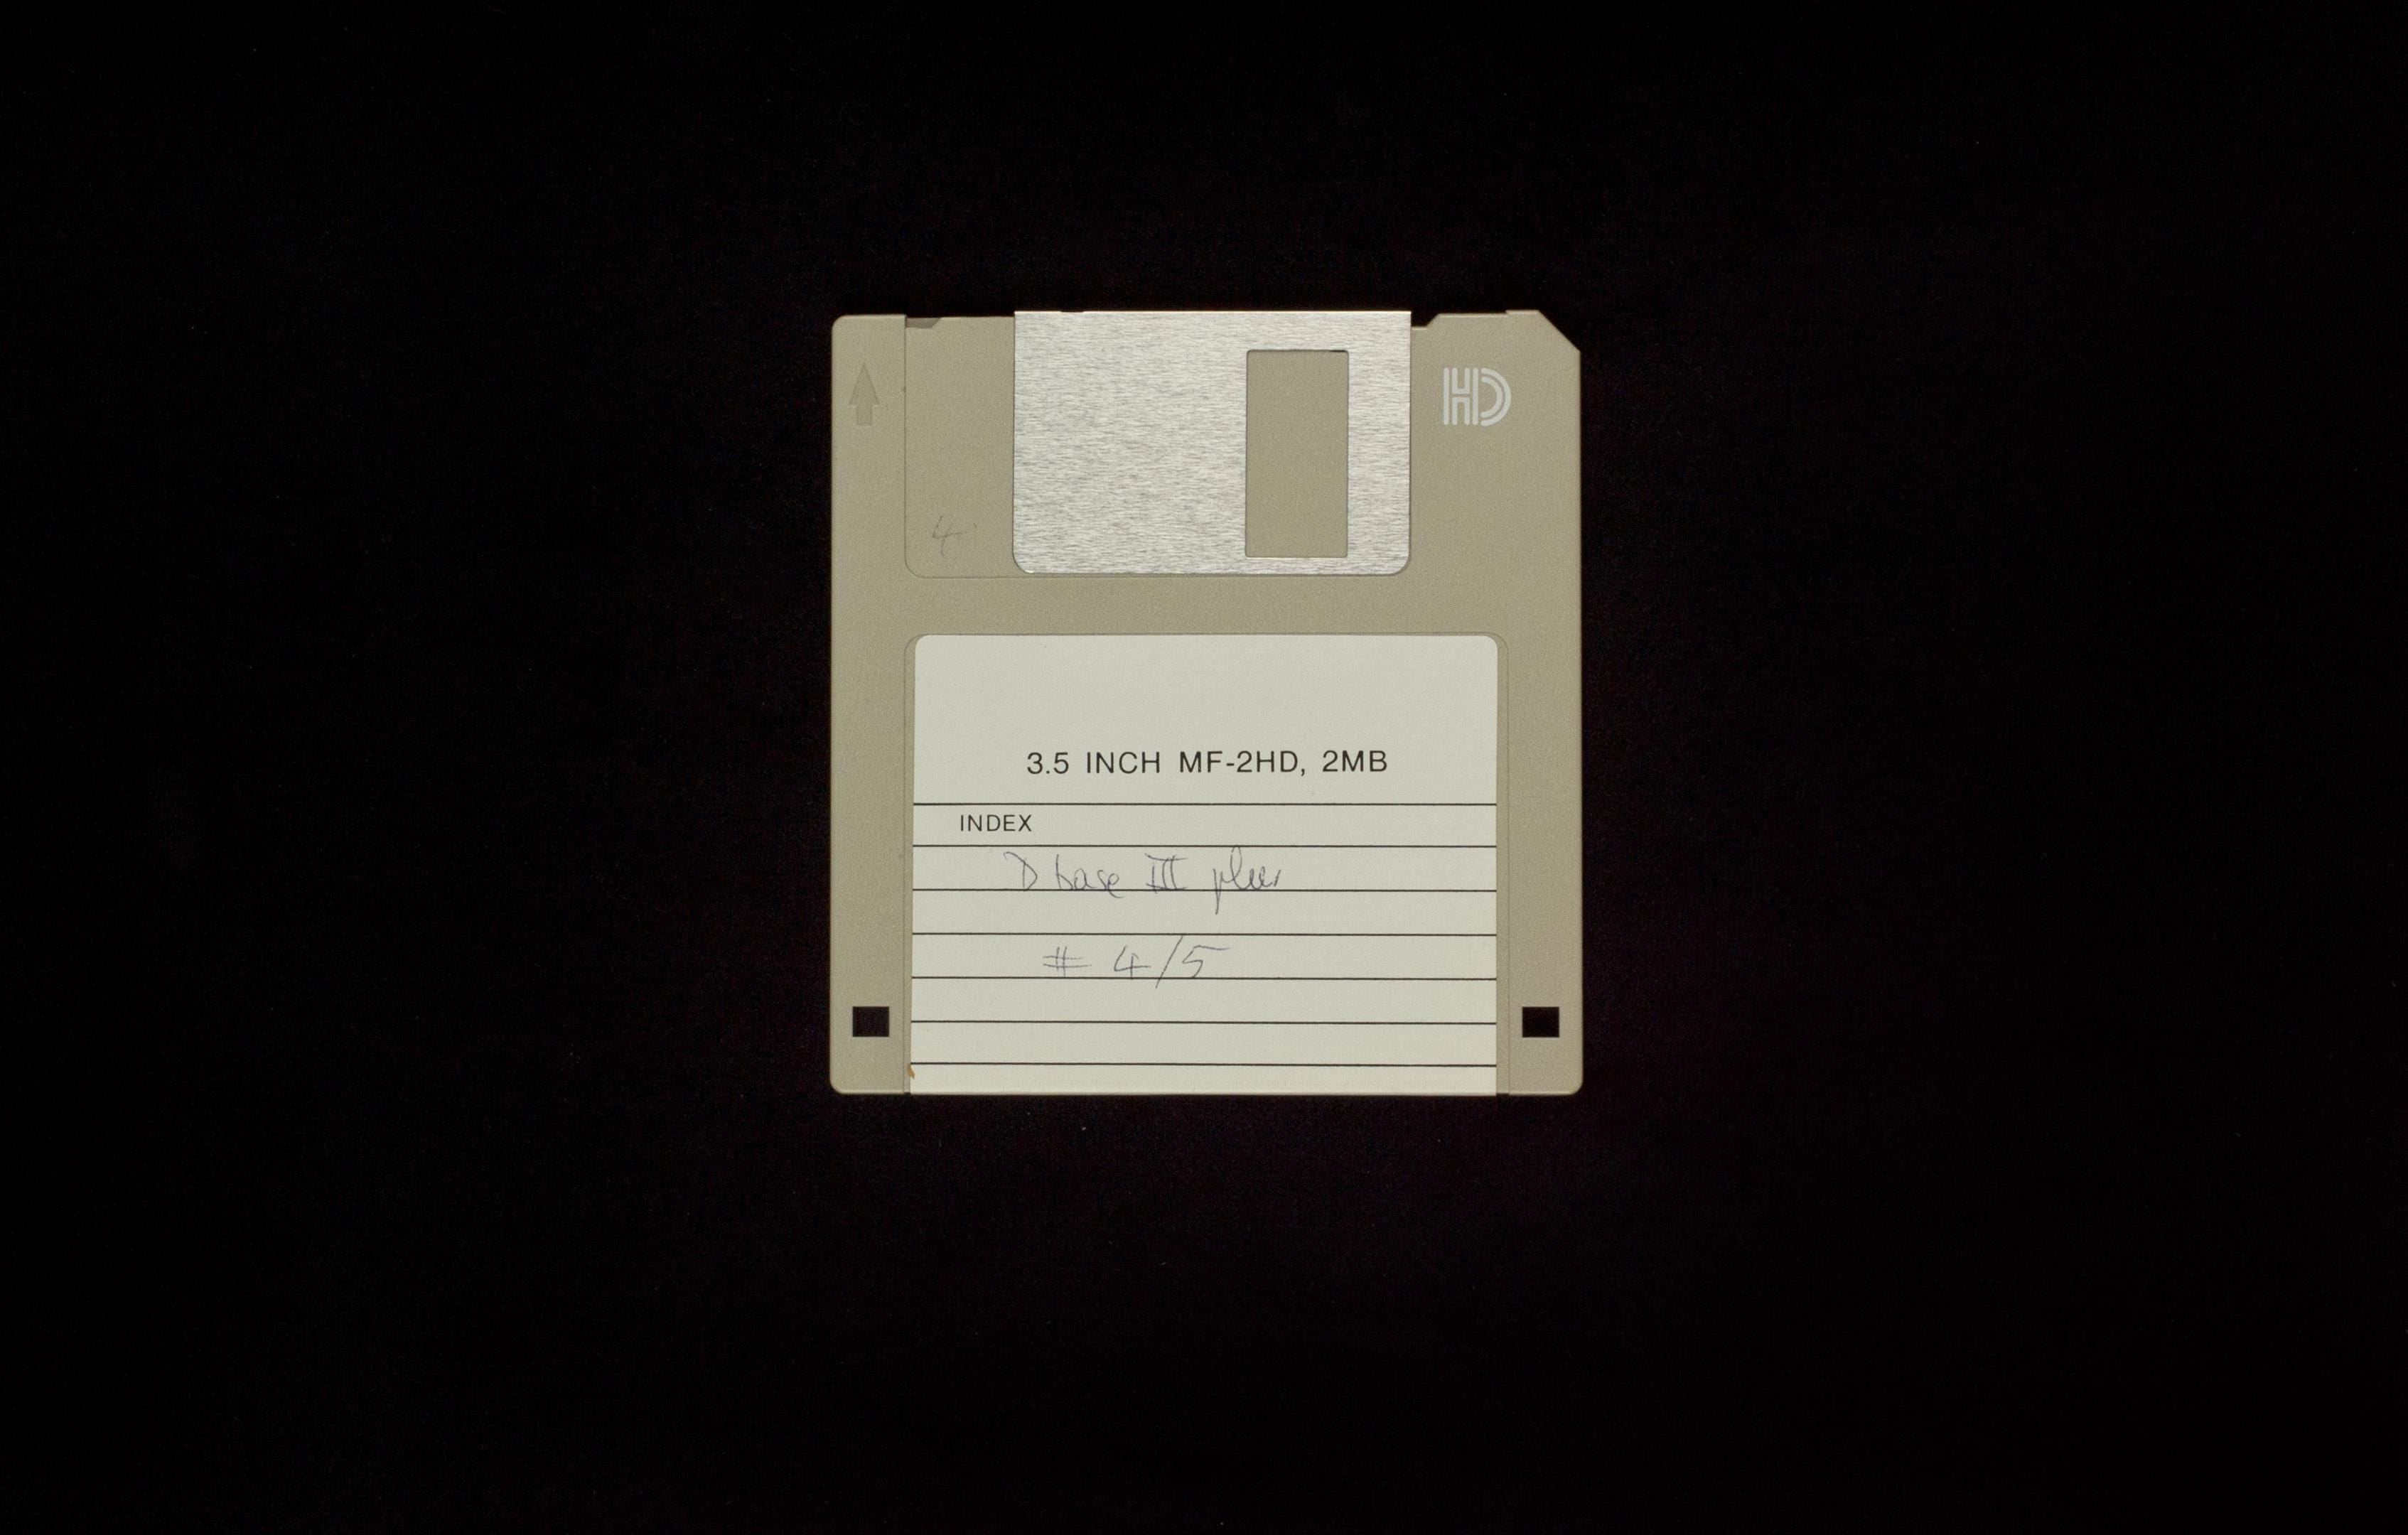 HD
4
3.5 INCH MF-2HD, 2MB
INDEX
D base III plus
# 4/5